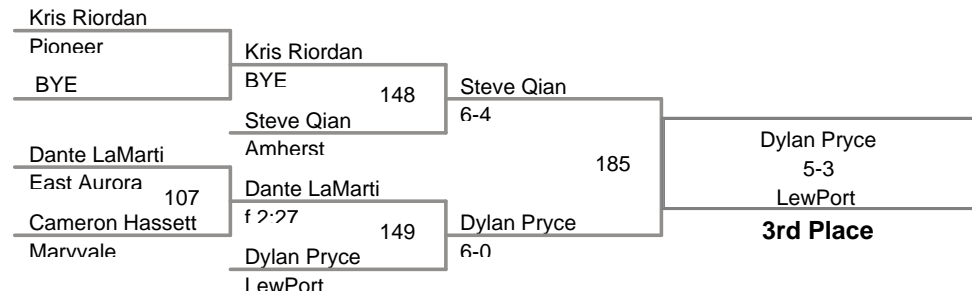 Kris Riordan
Pioneer
BYE
Kris Riordan
BYE
148
Steve Qian
Amherst
Steve Qian
6-4
Dante LaMarti
East Aurora
107
Cameron Hassett
Maryvale
Dante LaMarti
f 2:27
149
Dylan Pryce
LewPort
Dylan Pryce
6-0
185
Dylan Pryce
5-3
LewPort
3rd Place